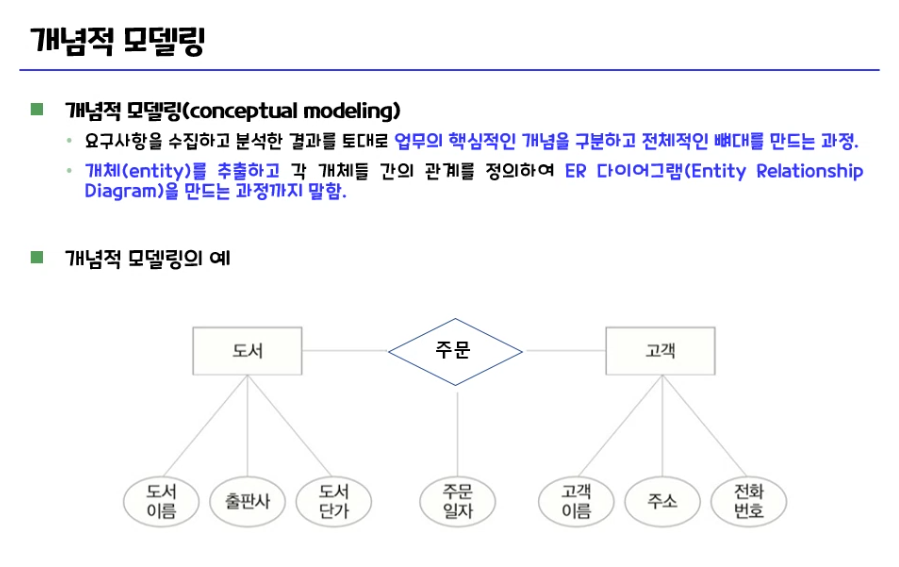 개념적 모델링
개념적 모델링(conceptual modeling)
요구사항을 수집하고 분석한 결과를 토대로 업무의 핵심적인 개념을 구분하고 전체적인 뼈대를 만드는 과정.
개체(entity)를 추출하고 각 개체들 간의 관계를 정의하여 ER 다이어그램(Entity Relationship
Diagram)을 만드는 과정까지 말함.
개념적 모델링의 예
도서
주문
고객
도서
이름
출판사
도서
단가
주문
일자
고객
이름
주소
전화
번호